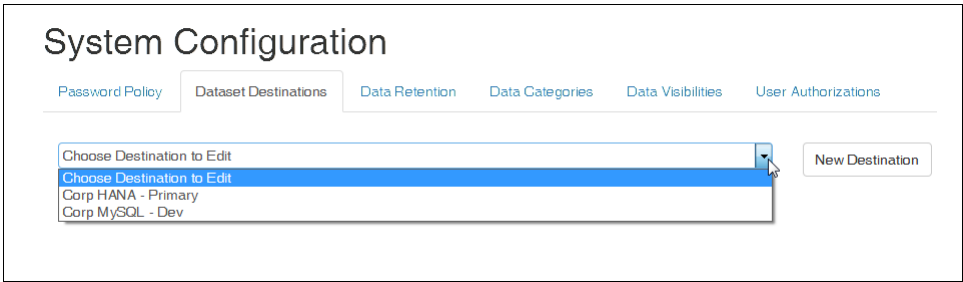 System Configuration
Password Policy Dataset Destinations Data Retention Data Categories Data Visibilities User Authorizations
Choose Destination to Edit New Destination
Choose Destination to Edit
Corp HANA - Primary
Corp MySQL - Dev